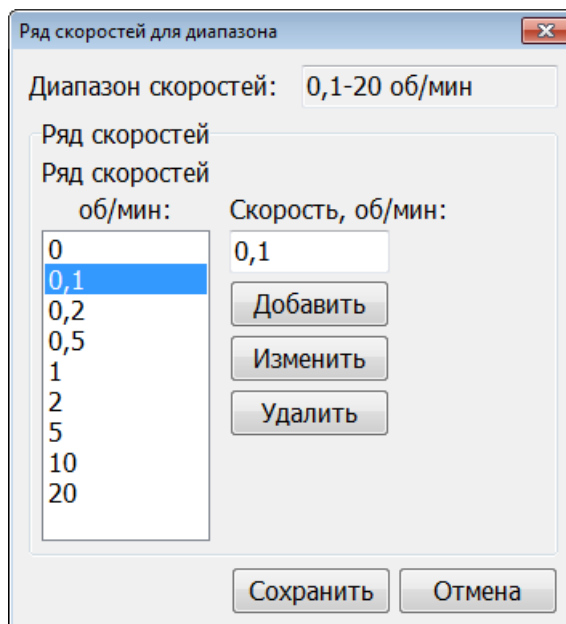 Ряд скоростей для диапазона
Диапазон скоростей: 0,1-20 об/мин
Ряд скоростей
Ряд скоростей
об/мин: Скорость, об/мин:
0
0,1
0,1
0,2
0,5
1
2
5
10
20
Добавить
Изменить
Удалить
Сохранить Отмена